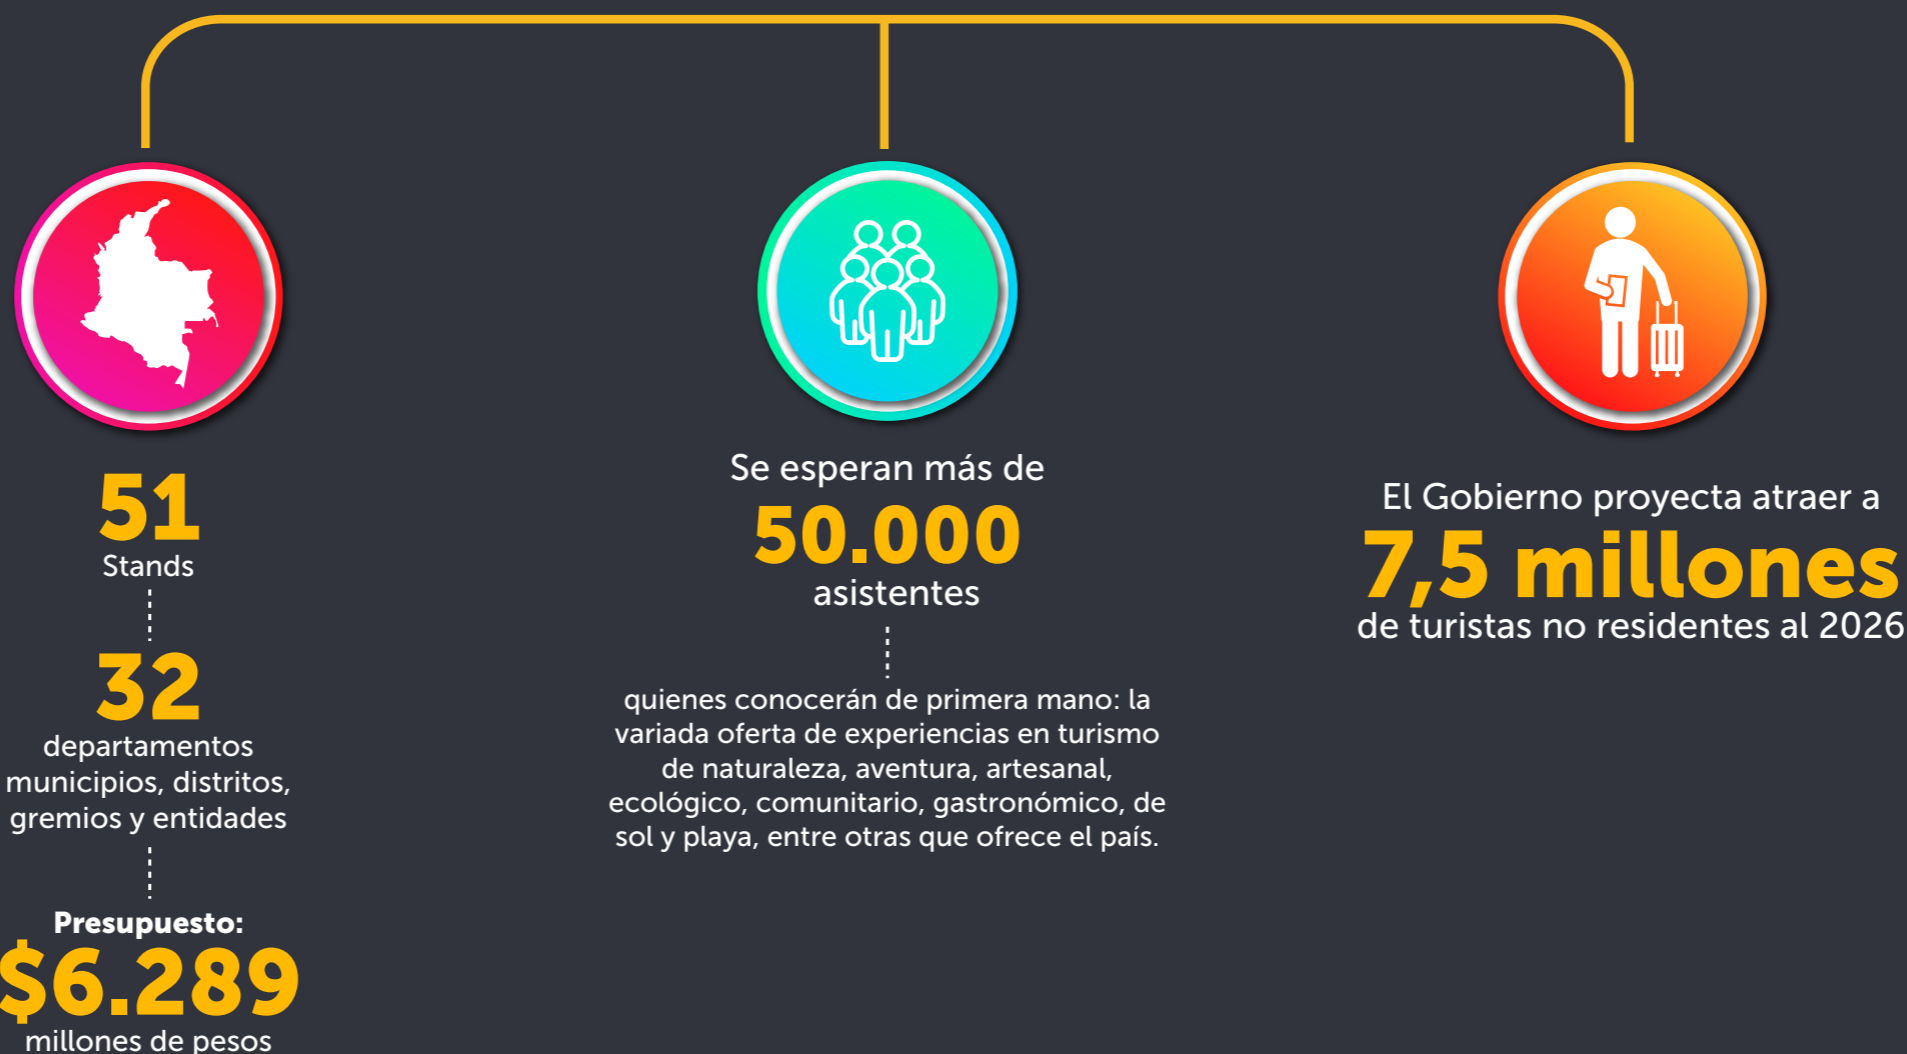 51
Stands
32
departamentos
municipios, distritos,
gremios y entidades
Presupuesto:
$6.289
millones de pesos
Se esperan más de
50.000
asistentes
quienes conocerán de primera mano: la
variada oferta de experiencias en turismo
de naturaleza, aventura, artesanal,
ecológico, comunitario, gastronómico, de
sol y playa, entre otras que ofrece el país.
El Gobierno proyecta atraer a
7,5 millones
de turistas no residentes al 2026